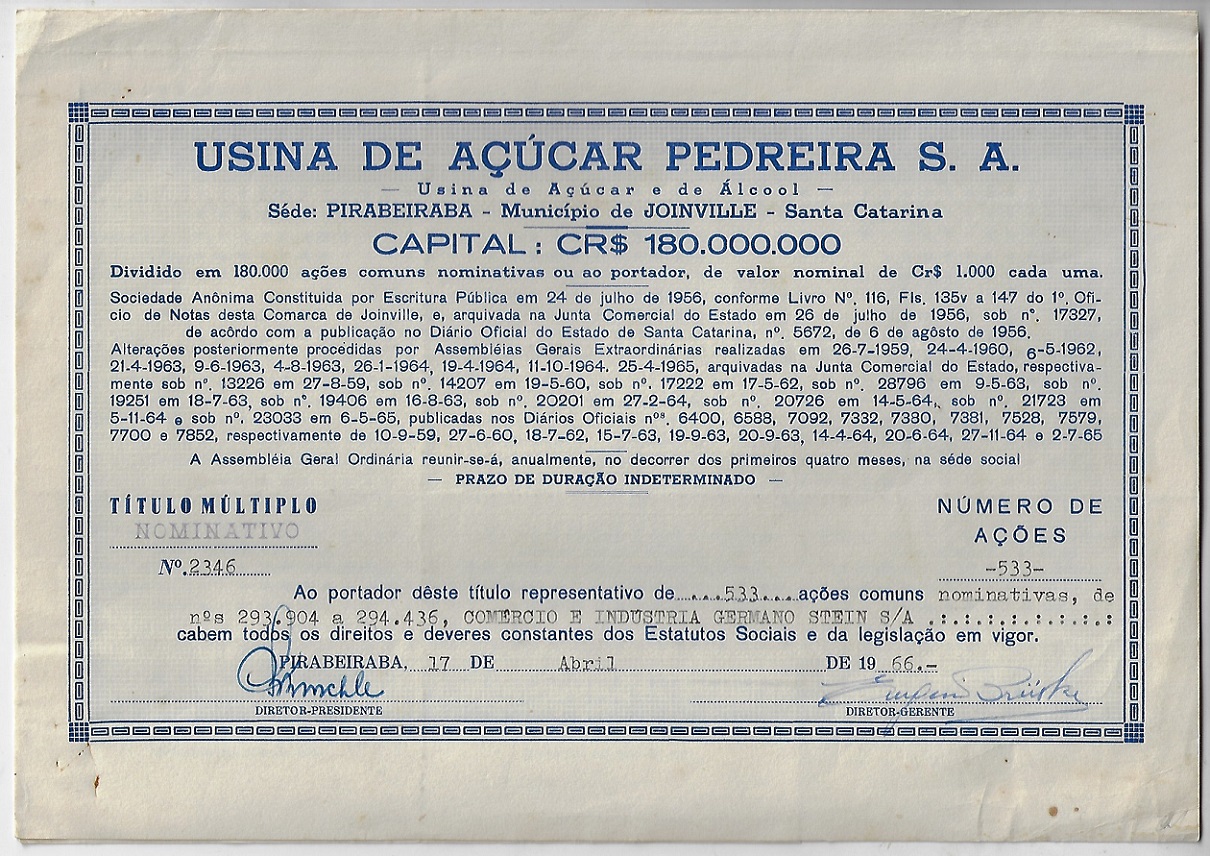 USINA DE AÇÚCAR PEDREIRA S. A.
— Usina de Açúcar e de Álcool —
Séde: PIRABEIRABA - Município de JOINVILLE - Santa Catarina
CAPITAL: CR$ 180.000.000
Dividido em 180.000 ações comuns nominativas ou ao portador, de valor nominal de Cr$ 1.000 cada uma.
Sociedade Anônima Constituida por Escritura Pública em 24 de julho de 1956, conforme Livro Nº. 116, Fls. 135v a 147 do 1º. Ofi-
cio de Notas desta Comarca de Joinville, e, arquivada na Junta Comercial do Estado em 26 de julho de 1956, sob nº. 17327,
de acôrdo com a publicação no Diário Oficial do Estado de Santa Catarina, nº. 5672, de 6 de agôsto de 1956.
Alterações posteriormente procedidas por Assembléias Gerais Extraordinárias realizadas em 26-7-1959, 24-4-1960, 6-5-1962,
21-4-1963, 9-6-1963, 4-8-1963, 26-1-1964, 19-4-1964, 11-10-1964. 25-4-1965, arquivadas na Junta Comercial do Estado, respectiva-
mente sob nº. 13226 em 27-8-59, sob nº. 14207 em 19-5-60, sob nº. 17222 em 17-5-62, sob nº. 28796 em 9-5-63, sob nº.
19251 em 18-7-63, sob nº. 19406 em 16-8-63, sob nº. 20201 em 27-2-64, sob nº. 20726 em 14-5-64, sob nº. 21723 em
5-11-64 e sob nº. 23033 em 6-5-65, publicadas nos Diários Oficiais nºs. 6400, 6588, 7092, 7332, 7380, 7381, 7528, 7579,
7700 e 7852, respectivamente de 10-9-59, 27-6-60, 18-7-62, 15-7-63, 19-9-63, 20-9-63, 14-4-64, 20-6-64, 27-11-64 e 2-7-65
A Assembléia Geral Ordinária reunir-se-á, anualmente, no decorrer dos primeiros quatro meses, na séde social
— PRAZO DE DURAÇÃO INDETERMINADO —
TÍTULO MÚLTIPLO
NOMINATIVO
Nº. 2346
NÚMERO DE
AÇÕES
-533-
Ao portador dêste título representativo de ....533.... ações comuns nominativas, de
nºs 293.904 a 294.436, COMERCIO E INDUSTRIA GERMANO STEIN S/A .:.:.:.:.:.:.:.:
cabem todos os direitos e deveres constantes dos Estatutos Sociais e da legislação em vigor.
PIRABEIRABA, 17 DE Abril DE 19 66.-
DIRETOR-PRESIDENTE
DIRETOR-GERENTE